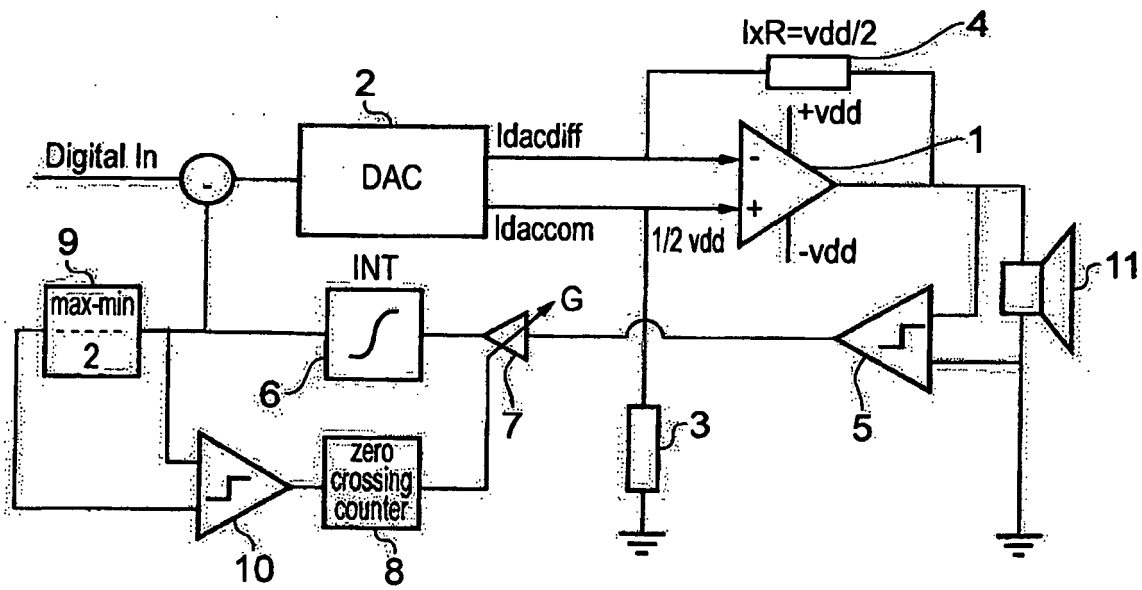 IxR=vdd/2
4
2
+vdd
1
Digital In
Idacdiff
-
-
DAC
+
Idaccom
1/2 vdd
-vdd
9
INT
11
max-min
G
2
6
7
5
3
zero
crossing
counter
10
8